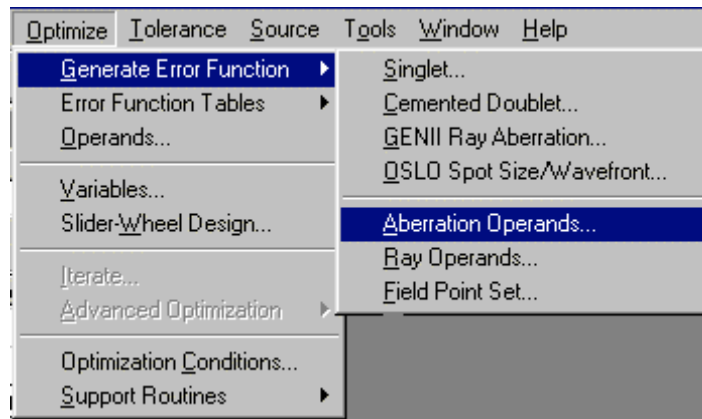 Optimize Tolerance Source Tools Window Help
Generate Error Function
Error Function Tables
Operands...
Variables...
Slider-Wheel Design...
Iterate...
Advanced Optimization
Optimization Conditions...
Support Routines
Singlet...
Cemented Doublet...
GENII Ray Aberration...
OSLO Spot Size/Wavefront...
Aberration Operands...
Ray Operands...
Field Point Set...